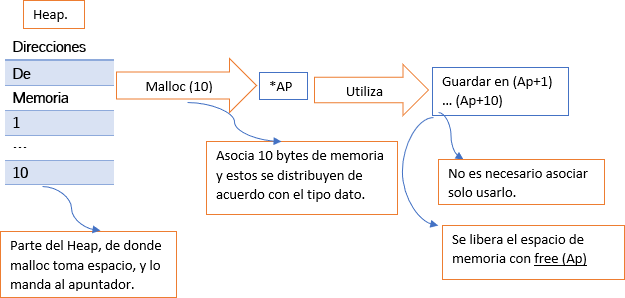 Heap.
Direcciones
De
Memoria
1
...
10
Malloc (10)
*AP
Utiliza
Guardar en (Ap+1)
... (Ap+10)
Asocia 10 bytes de memoria
y estos se distribuyen de
acuerdo con el tipo dato.
No es necesario asociar
solo usarlo.
Parte del Heap, de donde
malloc toma espacio, y lo
manda al apuntador.
Se libera el espacio de
memoria con free (Ap)